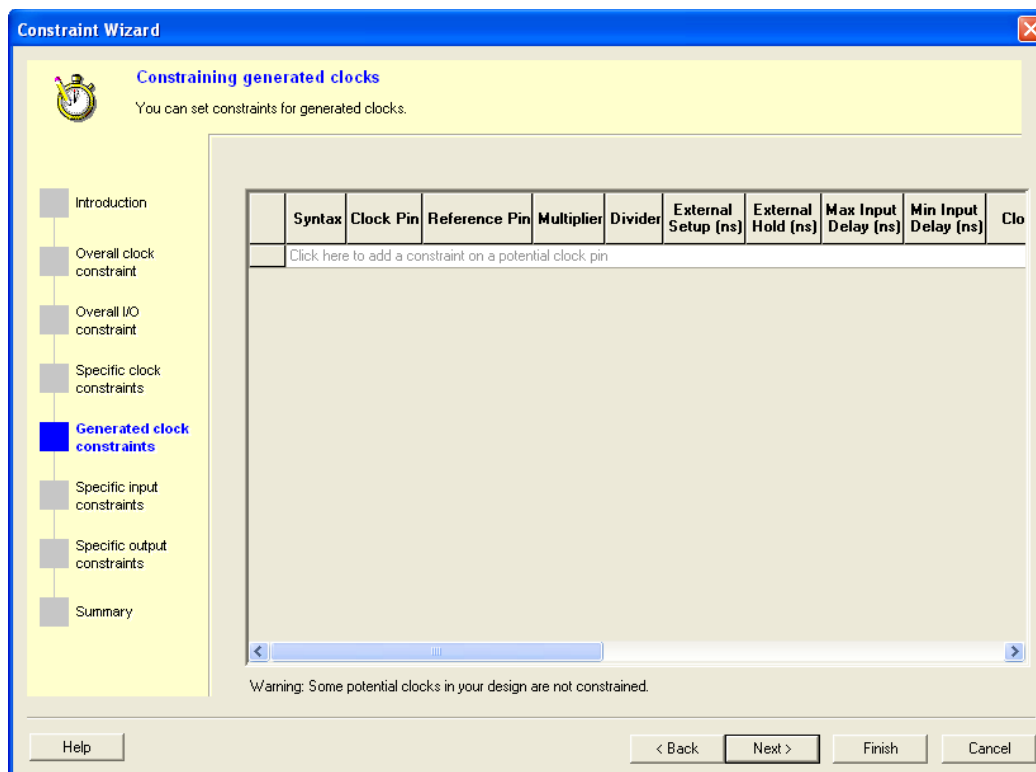 Constraint Wizard
Constraining generated clocks
You can set constraints for generated clocks.
Introduction
Overall clock
constraint
Overall I/O
constraint
Specific clock
constraints
Generated clock
constraints
Specific input
constraints
Specific output
constraints
Summary
Syntax Clock Pin Reference Pin Multiplier Divider External Setup (ns) External Hold (ns) Max Input Delay (ns) Min Input Delay (ns) Clo
Click here to add a constraint on a potential clock pin
Warning: Some potential clocks in your design are not constrained.
Help < Back Next > Finish Cancel